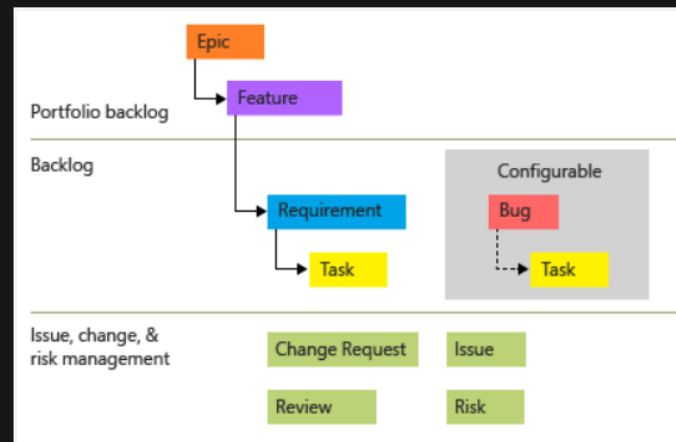 Epic
Feature
Portfolio backlog
Backlog
Configurable
Requirement
Bug
Task
Task
Issue, change, &
risk management
Change Request
Issue
Review
Risk